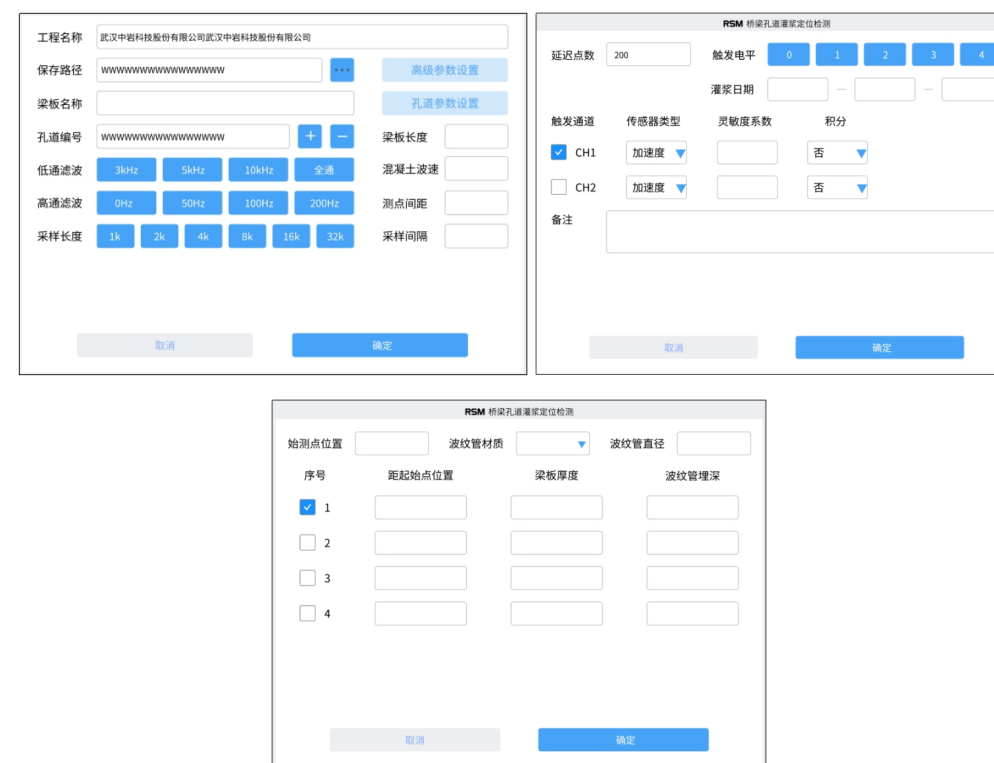 工程名称 武汉中岩科技股份有限公司武汉中岩科技股份有限公司
保存路径 WWWWWWWWWWWWWWWW ··· 高级参数设置
梁板名称 孔道参数设置
孔道编号 WWWWWWWWWWWWWWWW + − 梁板长度
低通滤波 3kHz 5kHz 10kHz 全通 混凝土波速
高通滤波 0Hz 50Hz 100Hz 200Hz 测点间距
采样长度 1k 2k 4k 8k 16k 32k 采样间隔
取消 确定
RSM 桥梁孔道灌浆定位检测
延迟点数 200 触发电平 0 1 2 3 4
灌浆日期 — —
触发通道 传感器类型 灵敏度系数 积分
CH1 加速度 否
CH2 加速度 否
备注
取消 确定
RSM 桥梁孔道灌浆定位检测
始测点位置 波纹管材质 波纹管直径
序号 距起始点位置 梁板厚度 波纹管埋深
1
2
3
4
取消 确定